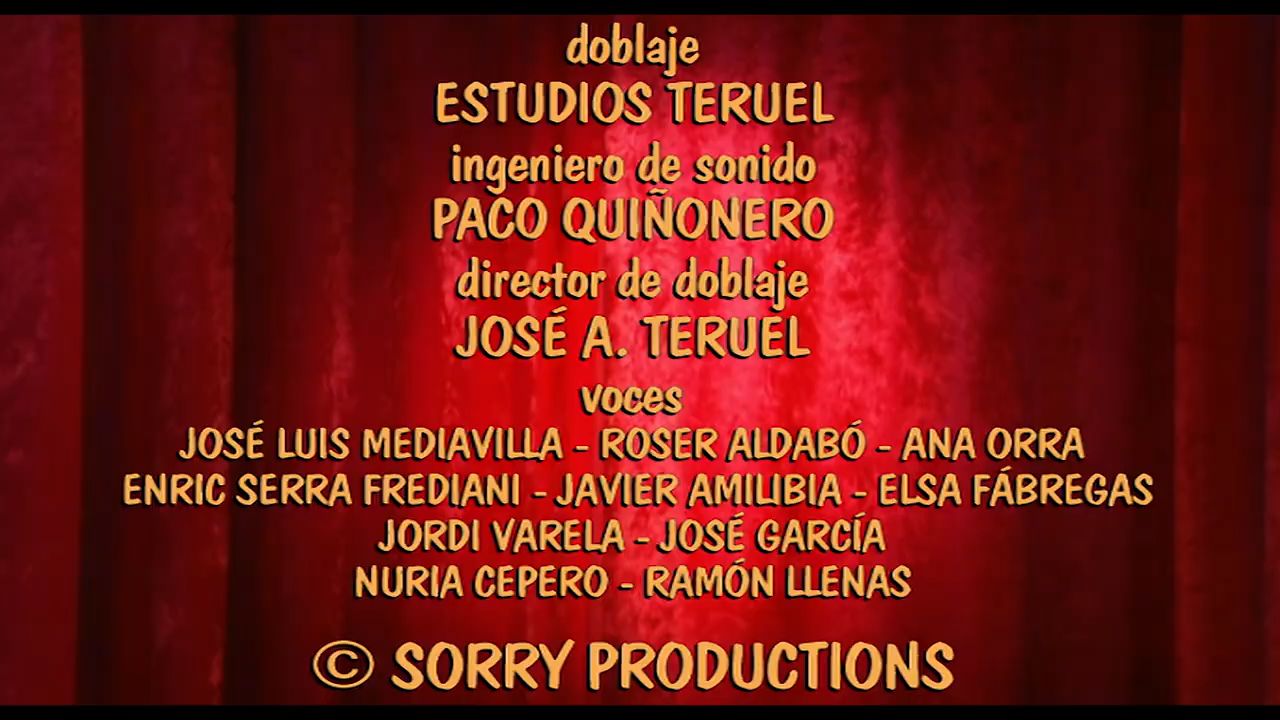 doblaje
ESTUDIOS TERUEL
ingeniero de sonido
PACO QUIÑONERO
director de doblaje
JOSÉ A. TERUEL
voces
JOSÉ LUIS MEDIAVILLA - ROSER ALDABÓ - ANA ORRA
ENRIC SERRA FREDIANI - JAVIER AMILIBIA - ELSA FÁBREGAS
JORDI VARELA - JOSÉ GARCÍA
NURIA CEPERO - RAMÓN LLENAS
© SORRY PRODUCTIONS